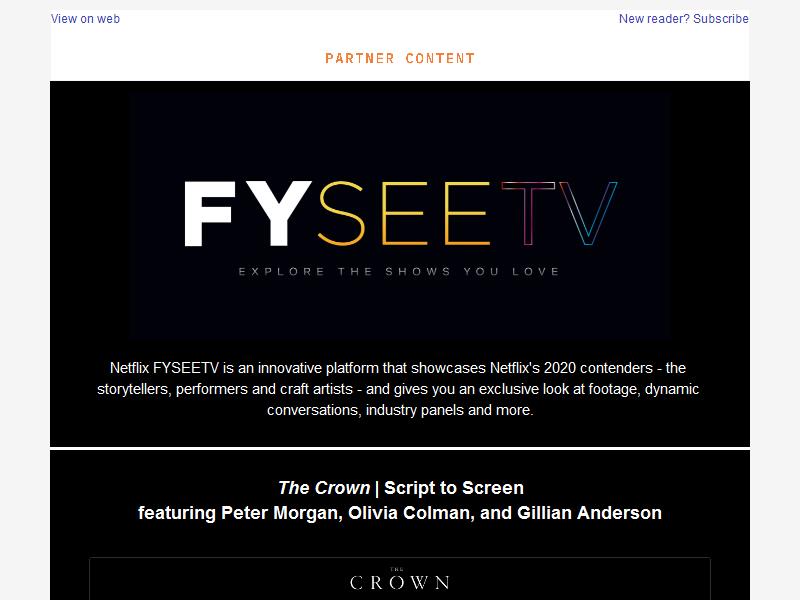 View on web
New reader? Subscribe
PARTNER CONTENT
FYSEETV
EXPLORE THE SHOWS YOU LOVE
Netflix FYSEETV is an innovative platform that showcases Netflix's 2020 contenders - the
storytellers, performers and craft artists - and gives you an exclusive look at footage, dynamic
conversations, industry panels and more.
The Crown | Script to Screen
featuring Peter Morgan, Olivia Colman, and Gillian Anderson
THE
CROWN